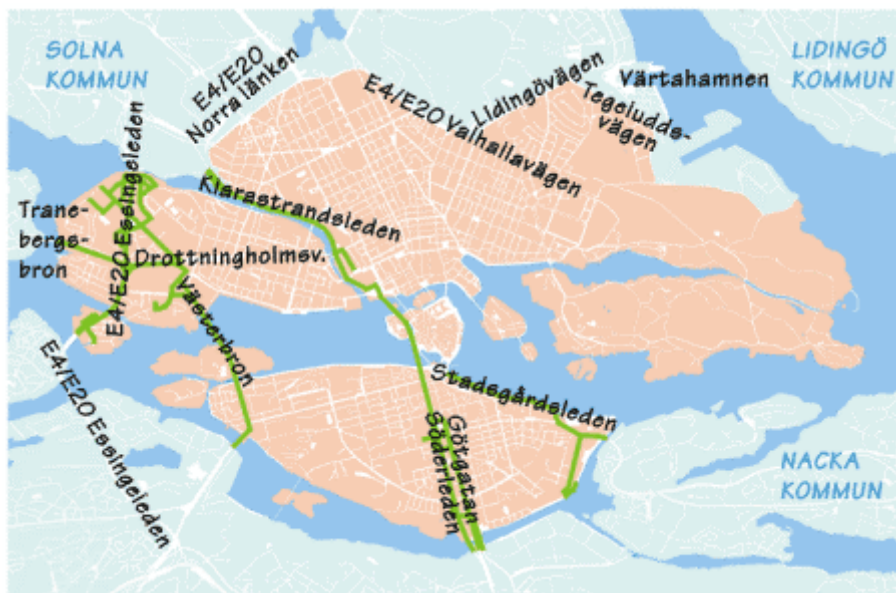 SOLNA
KOMMUN
E4/E20
Norra länken
E4/E20 Valhallavägen
Lidingövägen
Tegeludds-
vägen
Värtahamnen
LIDINGÖ
KOMMUN
E4/E20 Essingeleden
Klarastrandsleden
Trane-
bergs-
bron
Drottningholmsv.
Västerbron
E4/E20 Essingeleden
Stadsgårdsleden
Götgatan
Söderleden
NACKA
KOMMUN